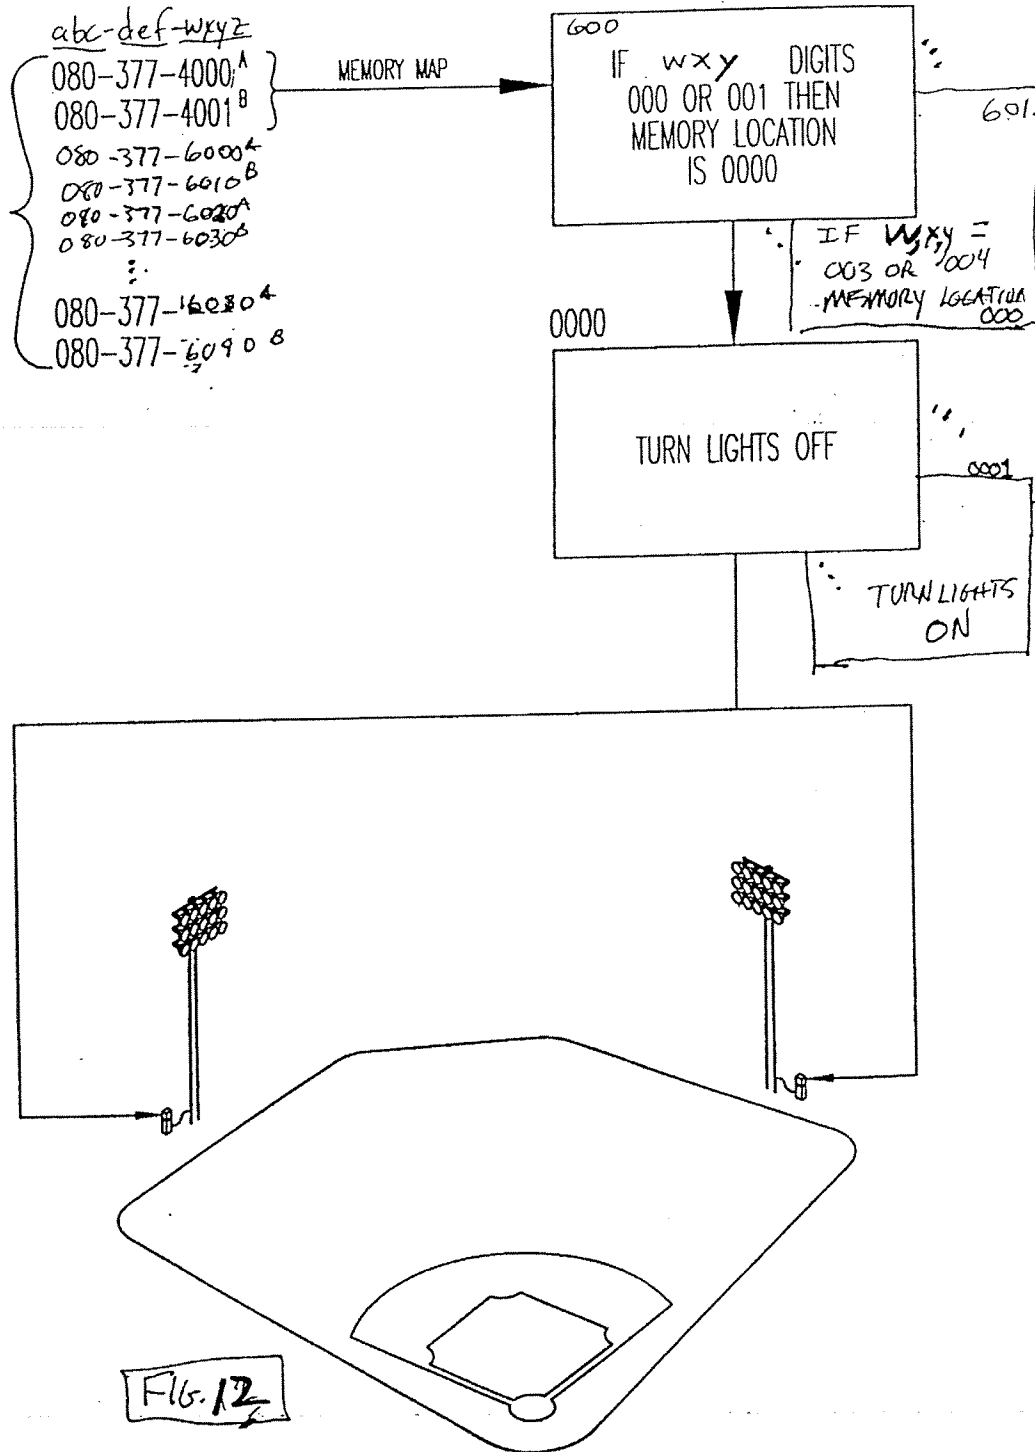 abc-def-wxyz
080-377-4000 A
080-377-4001 B
080-377-6000 A
080-377-6010 B
080-377-6020 A
080-377-6030 B
080-377-6080 A
080-377-6090 B
MEMORY MAP
600
IF wxy DIGITS
000 OR 001 THEN
MEMORY LOCATION
IS 0000
601
IF W,x,y =
003 OR 004
MEMORY LOCATION
000
0000
TURN LIGHTS OFF
0001
TURN LIGHTS
ON
FIG. 12